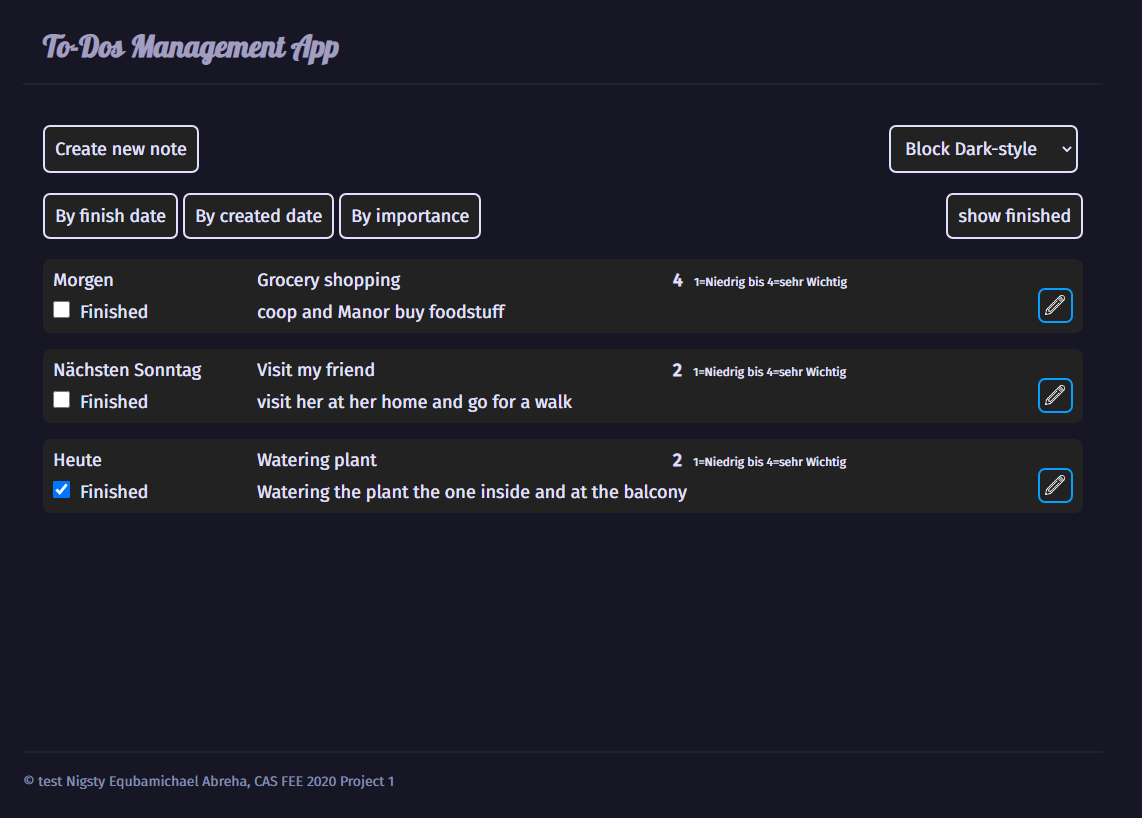 To-Dos Management App
Create new note
Block Dark-style
By finish date
By created date
By importance
show finished
Morgen
Grocery shopping
4 1=Niedrig bis 4=sehr Wichtig
Finished
coop and Manor buy foodstuff
Nächsten Sonntag
Visit my friend
2 1=Niedrig bis 4=sehr Wichtig
Finished
visit her at her home and go for a walk
Heute
Watering plant
2 1=Niedrig bis 4=sehr Wichtig
Finished
Watering the plant the one inside and at the balcony
© test Nigsty Equbamichael Abreha, CAS FEE 2020 Project 1